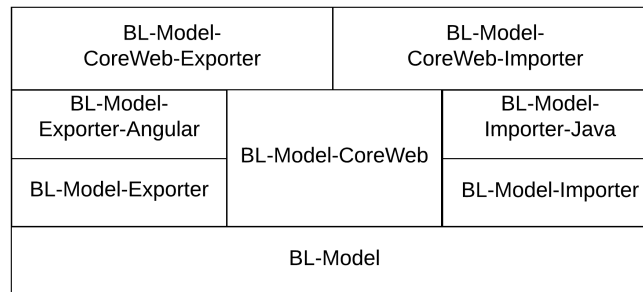 BL-Model-
CoreWeb-Exporter
BL-Model-
CoreWeb-Importer
BL-Model-
Exporter-Angular
BL-Model-CoreWeb
BL-Model-
Importer-Java
BL-Model-Exporter
BL-Model-Importer
BL-Model